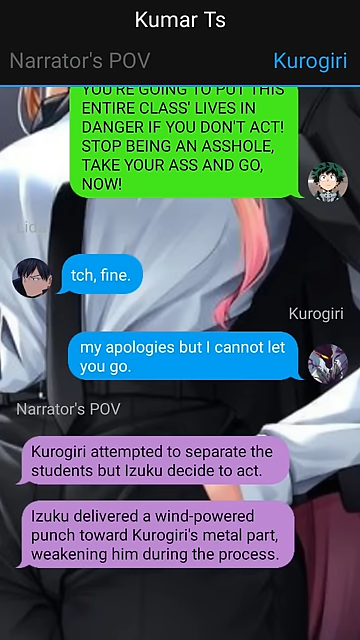 Kumar Ts
Narrator's POV
Kurogiri
YOU'RE GOING TO PUT THIS
ENTIRE CLASS' LIVES IN
DANGER IF YOU DON'T ACT!
STOP BEING AN ASSHOLE,
TAKE YOUR ASS AND GO,
NOW!
tch, fine.
Kurogiri
my apologies but I cannot let
you go.
Narrator's POV
Kurogiri attempted to separate the
students but Izuku decide to act.
Izuku delivered a wind-powered
punch toward Kurogiri's metal part,
weakening him during the process.